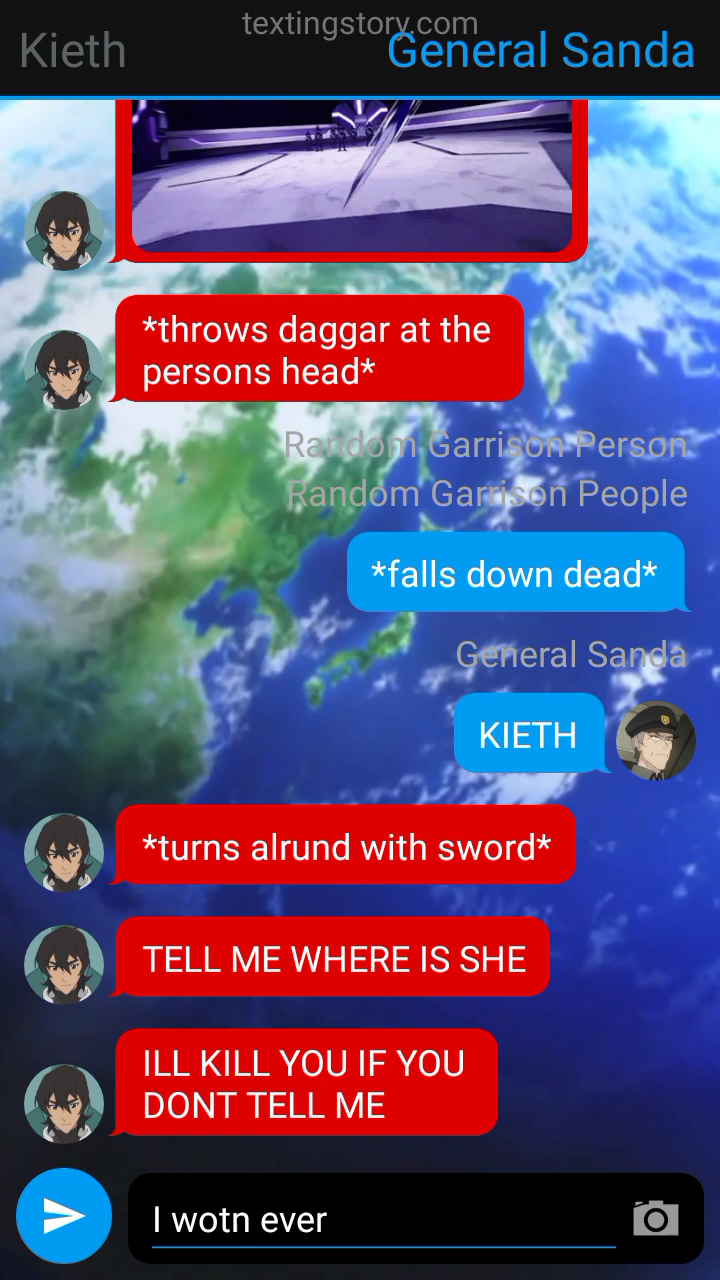 textingstory.com
Kieth
General Sanda
*throws daggar at the
persons head*
Random Garrison Person
Random Garrison People
*falls down dead*
General Sanda
KIETH
*turns alrund with sword*
TELL ME WHERE IS SHE
ILL KILL YOU IF YOU
DONT TELL ME
I wotn ever